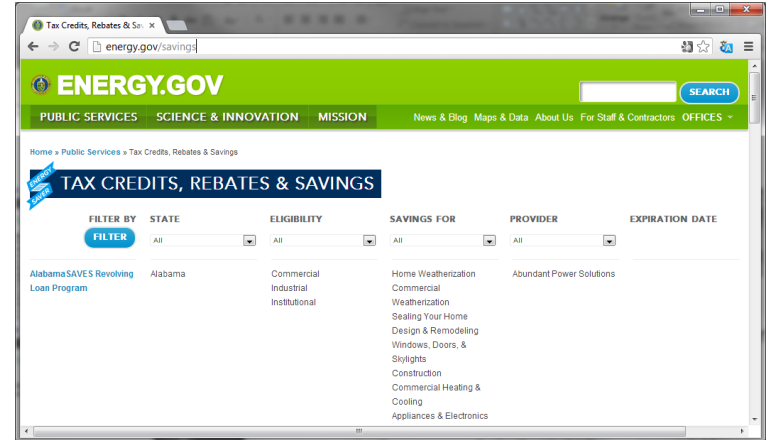 Tax Credits, Rebates & Sav
energy.gov/savings
ENERGY.GOV
SEARCH
PUBLIC SERVICES SCIENCE & INNOVATION MISSION News & Blog Maps & Data About Us For Staff & Contractors OFFICES
Home » Public Services » Tax Credits, Rebates & Savings
ENERGY
SAVER
TAX CREDITS, REBATES & SAVINGS
FILTER BY STATE ELIGIBILITY SAVINGS FOR PROVIDER EXPIRATION DATE
FILTER All All All All
AlabamaSAVES Revolving Alabama Commercial Home Weatherization Abundant Power Solutions
Loan Program Industrial Commercial
Institutional Weatherization
Sealing Your Home
Design & Remodeling
Windows, Doors, &
Skylights
Construction
Commercial Heating &
Cooling
Appliances & Electronics